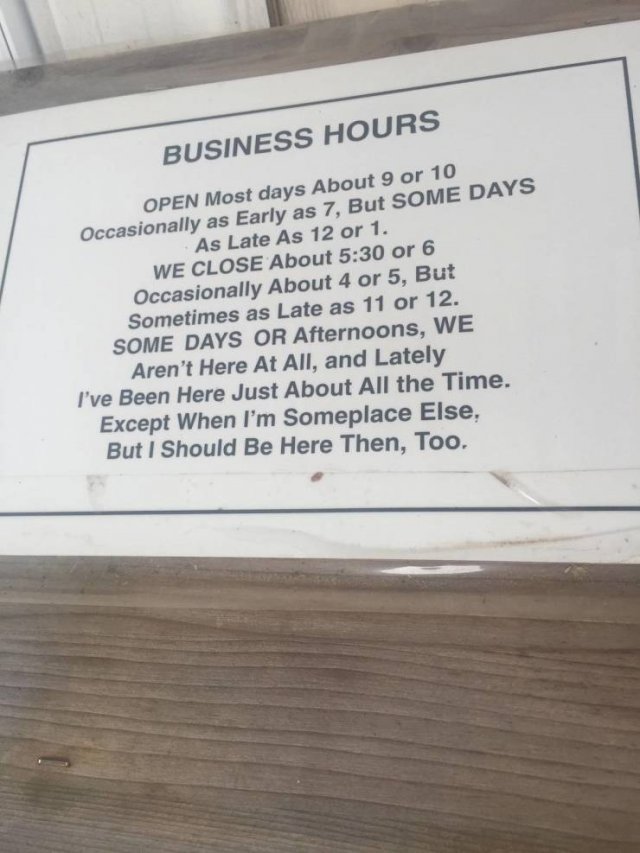 BUSINESS HOURS
OPEN Most days About 9 or 10
Occasionally as Early as 7, But SOME DAYS
As Late As 12 or 1.
WE CLOSE About 5:30 or 6
Occasionally About 4 or 5, But
Sometimes as Late as 11 or 12.
SOME DAYS OR Afternoons, WE
Aren't Here At All, and Lately
I've Been Here Just About All the Time.
Except When I'm Someplace Else,
But I Should Be Here Then, Too.